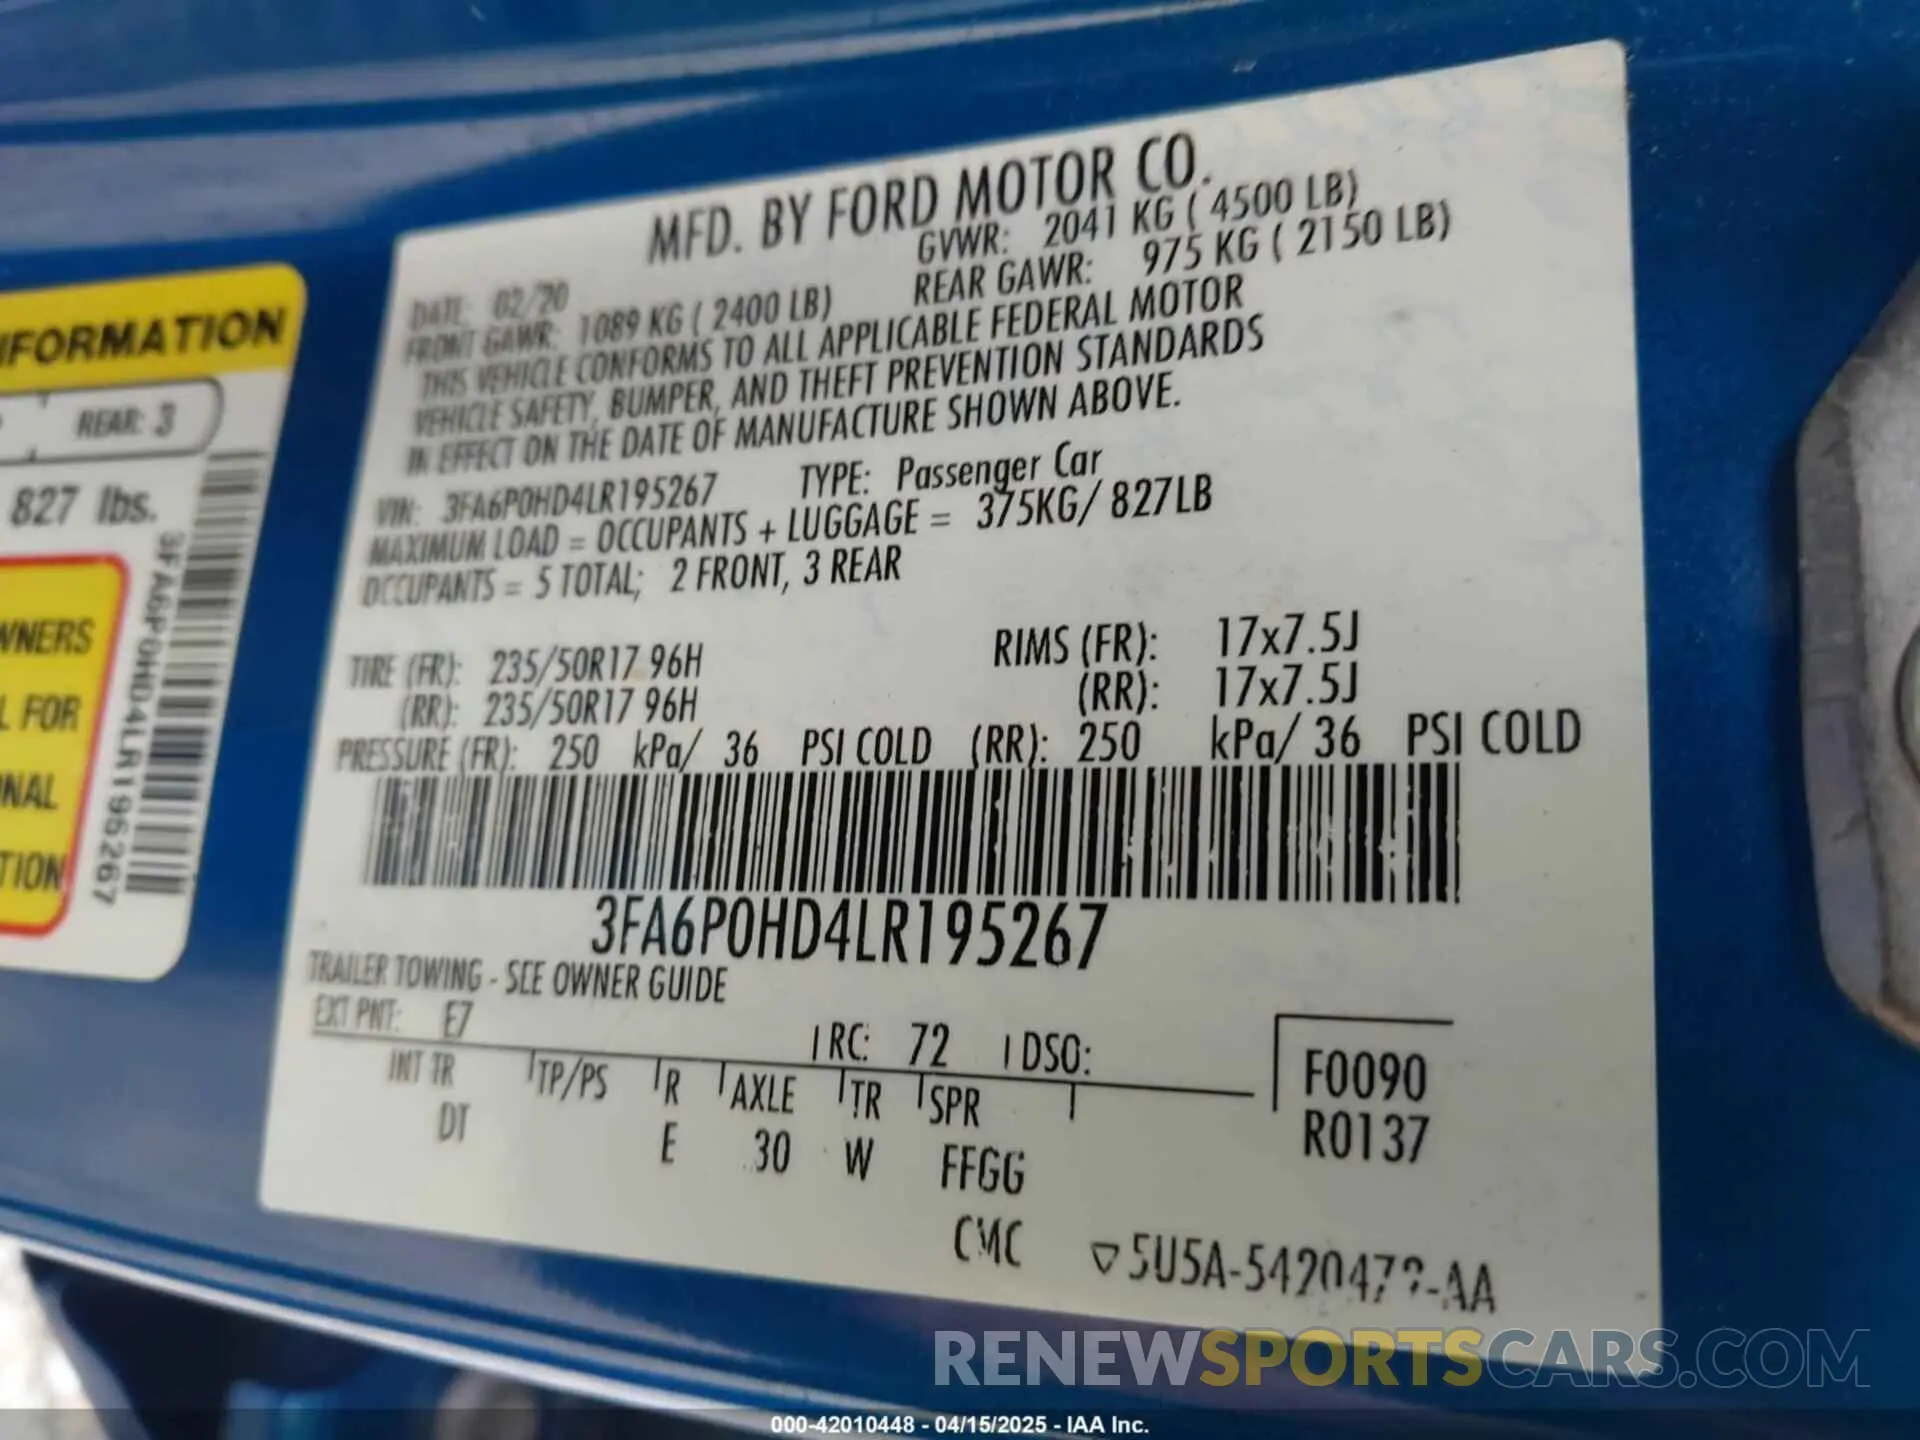 MFD. BY FORD MOTOR CO.
DATE: 02/20 GVWR: 2041 KG ( 4500 LB)
FRONT GAWR: 1089 KG ( 2400 LB) REAR GAWR: 975 KG ( 2150 LB)
THIS VEHICLE CONFORMS TO ALL APPLICABLE FEDERAL MOTOR
VEHICLE SAFETY, BUMPER, AND THEFT PREVENTION STANDARDS
IN EFFECT ON THE DATE OF MANUFACTURE SHOWN ABOVE.
VIN: 3FA6P0HD4LR195267 TYPE: Passenger Car
MAXIMUM LOAD = OCCUPANTS + LUGGAGE = 375KG/ 827LB
OCCUPANTS = 5 TOTAL; 2 FRONT, 3 REAR
TIRE (FR): 235/50R17 96H RIMS (FR): 17x7.5J
(RR): 235/50R17 96H (RR): 17x7.5J
PRESSURE (FR): 250 kPa/ 36 PSI COLD (RR): 250 kPa/ 36 PSI COLD
3FA6P0HD4LR195267
TRAILER TOWING - SEE OWNER GUIDE
EXT PNT: E7 RC: 72 DSO:
INT TR TP/PS R AXLE TR SPR
DT E 30 W FFGG
F0090
R0137
CMC
5U5A-542047
-AA
REAR: 3
827 lbs.
3FA6P0HD4LR195267
FOR
RENEWSPORTSCARS.COM
000-42010448 - 04/15/2025 - IAA Inc.